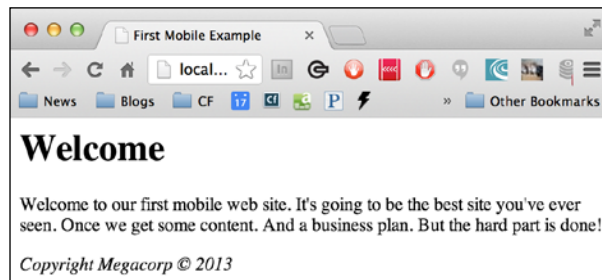 First Mobile Example
local...
News Blogs CF 17 Cf P » Other Bookmarks
Welcome
Welcome to our first mobile web site. It's going to be the best site you've ever
seen. Once we get some content. And a business plan. But the hard part is done!
Copyright Megacorp © 2013